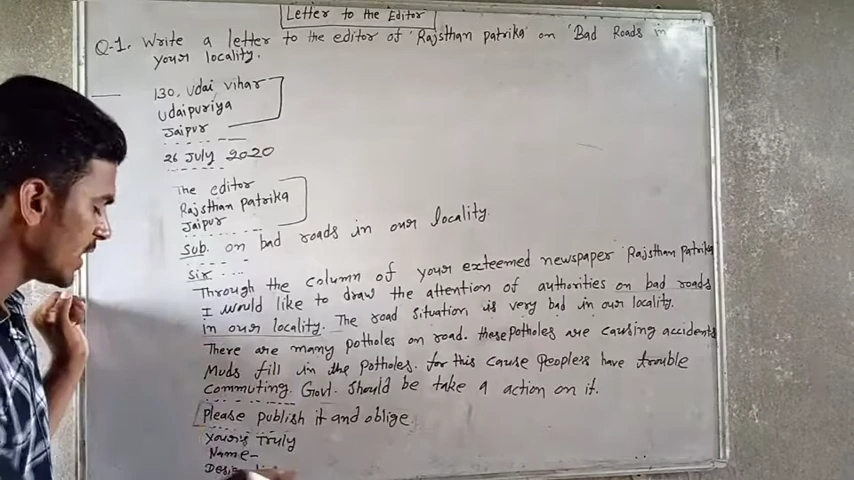 Letter to the Editor
Q-1. Write a letter to the editor of 'Rajsthan patrika' on 'Bad Roads in
your locality.
130, Udai vihar
Udaipuriya
Jaipur
26 July 2020
The editor
Rajsthan patrika
Jaipur
Sub. on bad roads in our locality.
sir
Through the column of your exteemed newspaper 'Rajsthan patrika
I would like to draw the attention of authorities on bad roads
in our locality. The road situation is very bad in our locality.
There are many potholes on road. these potholes are causing accidents
Muds fill in the potholes. for this cause peoples have trouble
commuting. Govt. should be take a action on it.
Please publish it and oblige.
Yours Truly
Name-